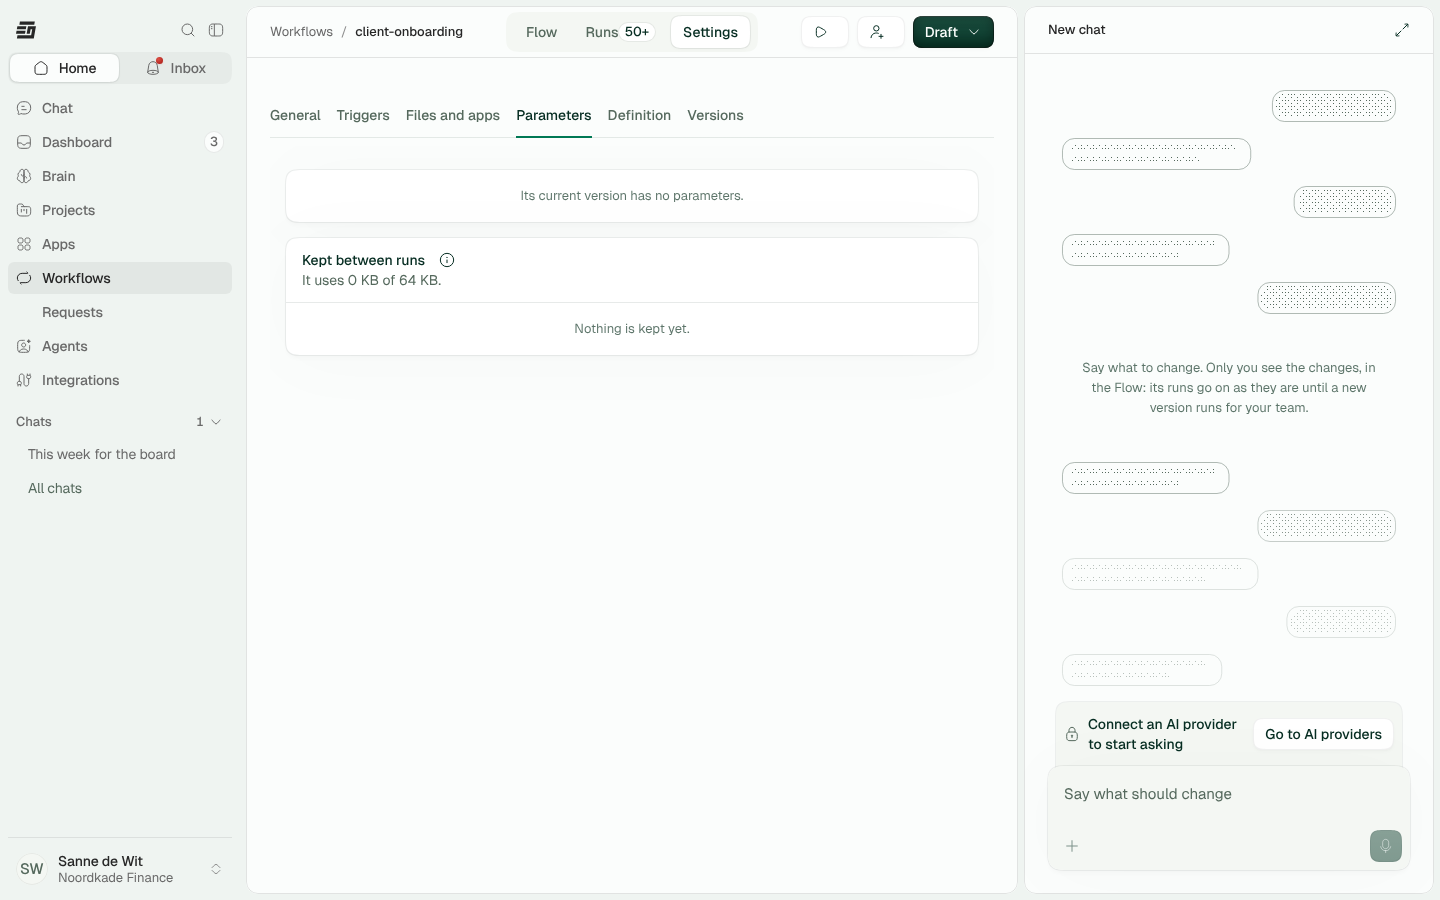 Home
Inbox
Chat
Dashboard
3
Brain
Projects
Apps
Workflows
Requests
Agents
Integrations
Chats
1
This week for the board
All chats
SW
Sanne de Wit
Noordkade Finance
Workflows / client-onboarding
Flow
Runs 50+
Settings
Draft
General
Triggers
Files and apps
Parameters
Definition
Versions
Its current version has no parameters.
Kept between runs
It uses 0 KB of 64 KB.
Nothing is kept yet.
New chat
Say what to change. Only you see the changes, in
the Flow: its runs go on as they are until a new
version runs for your team.
Connect an AI provider
to start asking
Go to AI providers
Say what should change